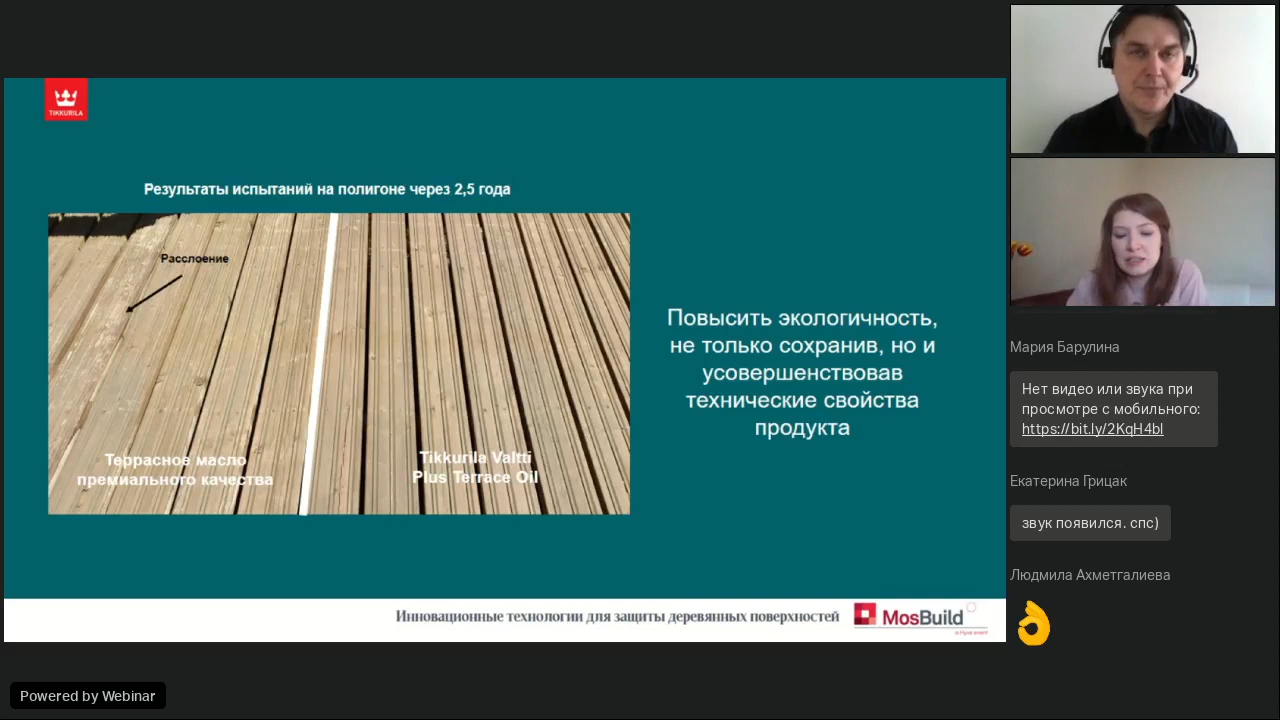 TIKKURILA
Результаты испытаний на полигоне через 2,5 года
Расслоение
Террасное масло
премиального качества
Tikkurila Valtti
Plus Terrace Oil
Повысить экологичность,
не только сохранив, но и
усовершенствовав
технические свойства
продукта
Инновационные технологии для защиты деревянных поверхностей
MosBuild
a Hyve event
Мария Барулина
Нет видео или звука при
просмотре с мобильного:
https://bit.ly/2KqH4bl
Екатерина Грицак
звук появился. спс)
Людмила Ахметгалиева
Powered by Webinar